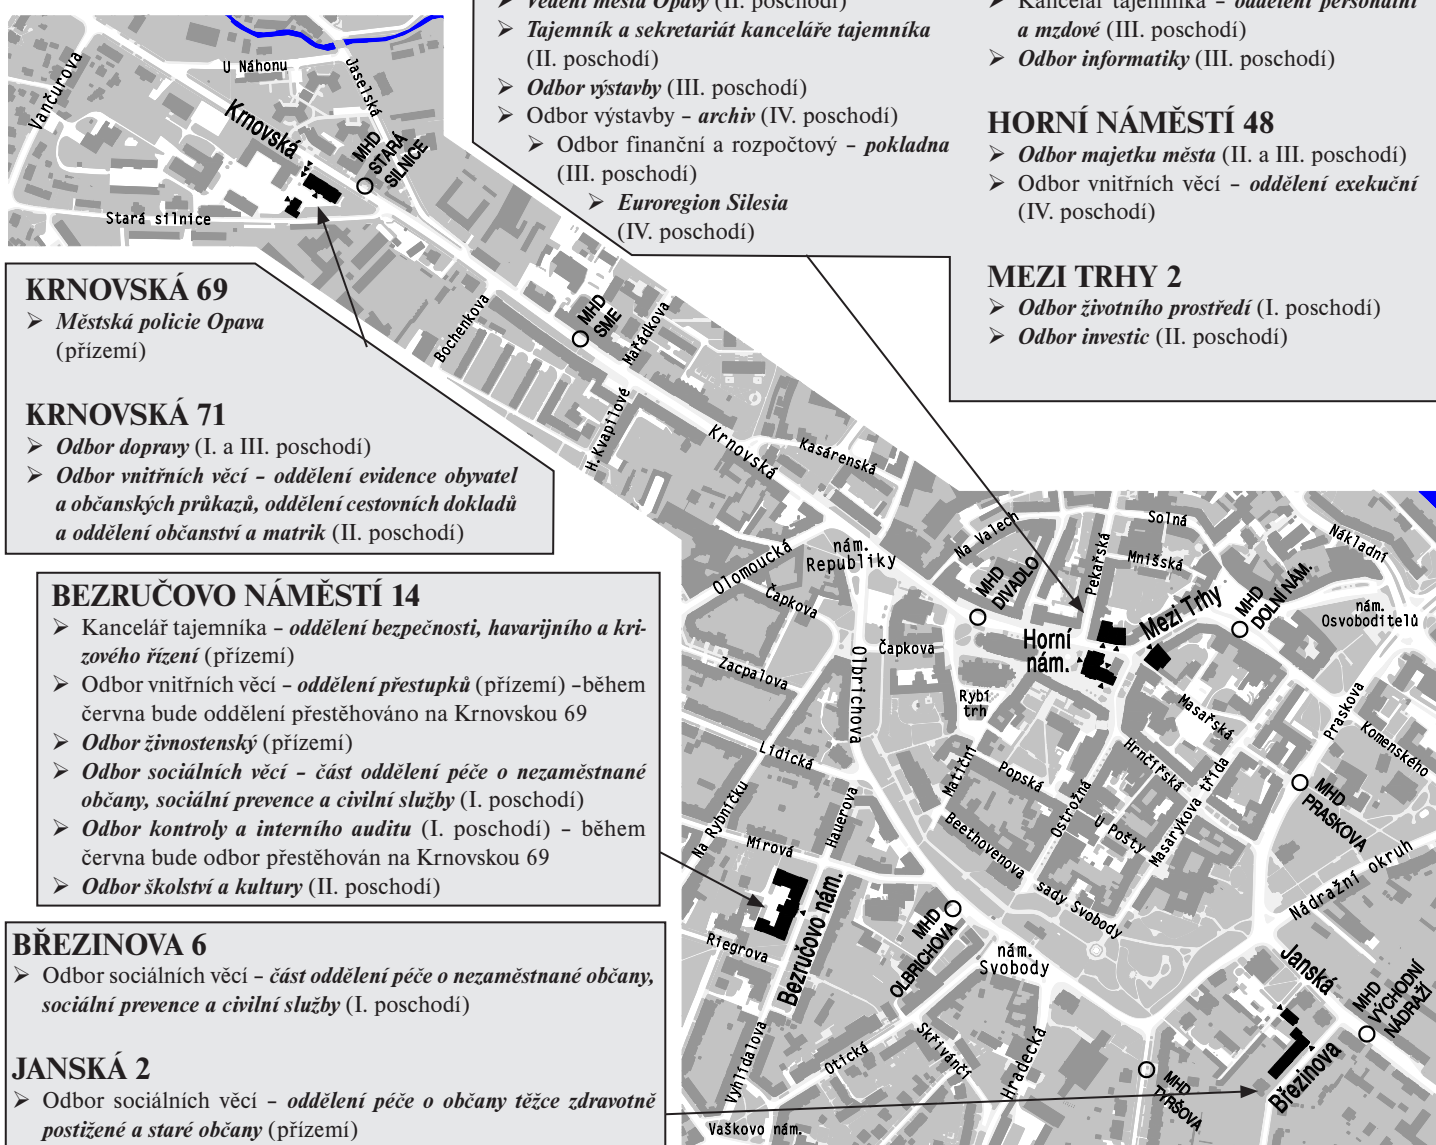 Vedení města Opavy (II. poschodí)
➢ Tajemník a sekretariát kanceláře tajemníka
(II. poschodí)
➢ Odbor výstavby (III. poschodí)
➢ Odbor výstavby – archiv (IV. poschodí)
➢ Odbor finanční a rozpočtový – pokladna
(III. poschodí)
➢ Euroregion Silesia
(IV. poschodí)
➢ Kancelář tajemníka – oddělení personální
a mzdové (III. poschodí)
➢ Odbor informatiky (III. poschodí)
HORNÍ NÁMĚSTÍ 48
➢ Odbor majetku města (II. a III. poschodí)
➢ Odbor vnitřních věcí – oddělení exekuční
(IV. poschodí)
MEZI TRHY 2
➢ Odbor životního prostředí (I. poschodí)
➢ Odbor investic (II. poschodí)
KRNOVSKÁ 69
➢ Městská policie Opava
(přízemí)
KRNOVSKÁ 71
➢ Odbor dopravy (I. a III. poschodí)
➢ Odbor vnitřních věcí – oddělení evidence obyvatel
a občanských průkazů, oddělení cestovních dokladů
a oddělení občanství a matrik (II. poschodí)
BEZRUČOVO NÁMĚSTÍ 14
➢ Kancelář tajemníka – oddělení bezpečnosti, havarijního a kri-
zového řízení (přízemí)
➢ Odbor vnitřních věcí – oddělení přestupků (přízemí) –během
června bude oddělení přestěhováno na Krnovskou 69
➢ Odbor živnostenský (přízemí)
➢ Odbor sociálních věcí – část oddělení péče o nezaměstnané
občany, sociální prevence a civilní služby (I. poschodí)
➢ Odbor kontroly a interního auditu (I. poschodí) – během
června bude odbor přestěhován na Krnovskou 69
➢ Odbor školství a kultury (II. poschodí)
BŘEZINOVA 6
➢ Odbor sociálních věcí – část oddělení péče o nezaměstnané občany,
sociální prevence a civilní služby (I. poschodí)
JANSKÁ 2
➢ Odbor sociálních věcí – oddělení péče o občany těžce zdravotně
postižené a staré občany (přízemí)
Vančurova
U Náhonu
Jaselská
Krnovská
MHD
STARÁ
SILNICE
Stará silnice
Bochenkova
MHD
SME
Mařádkova
H. Kvapilové
Krnovská
Kasárenská
Olomoucká
nám.
Republiky
Na Valech
MHD
DIVADLO
Pekařská
Solná
Mnišská
Nákladní
Čapkova
Mezi Trhy
MHD
DOLNÍ NÁM.
nám.
Osvoboditelů
Horní
nám.
Čapkova
Zacpalova
Olbrichova
Rybí
trh
Masařská
Praskova
Komenského
Lidická
Matiční
Popská
Hrnčířská
Na Rybníčku
Hauerova
Ostrožná
U Pošty
Masarykova třída
MHD
PRASKOVA
Beethovenova
Mírová
sady Svobody
Nádražní okruh
Riegrova
Bezručovo nám.
MHD
OLBRICHOVA
nám.
Svobody
Janská
MHD
VÝCHODNÍ
NÁDRAŽÍ
Vyhlídalova
Otická
Skřivánčí
Hradecká
MHD
TYRŠOVA
Březinova
Vaškovo nám.